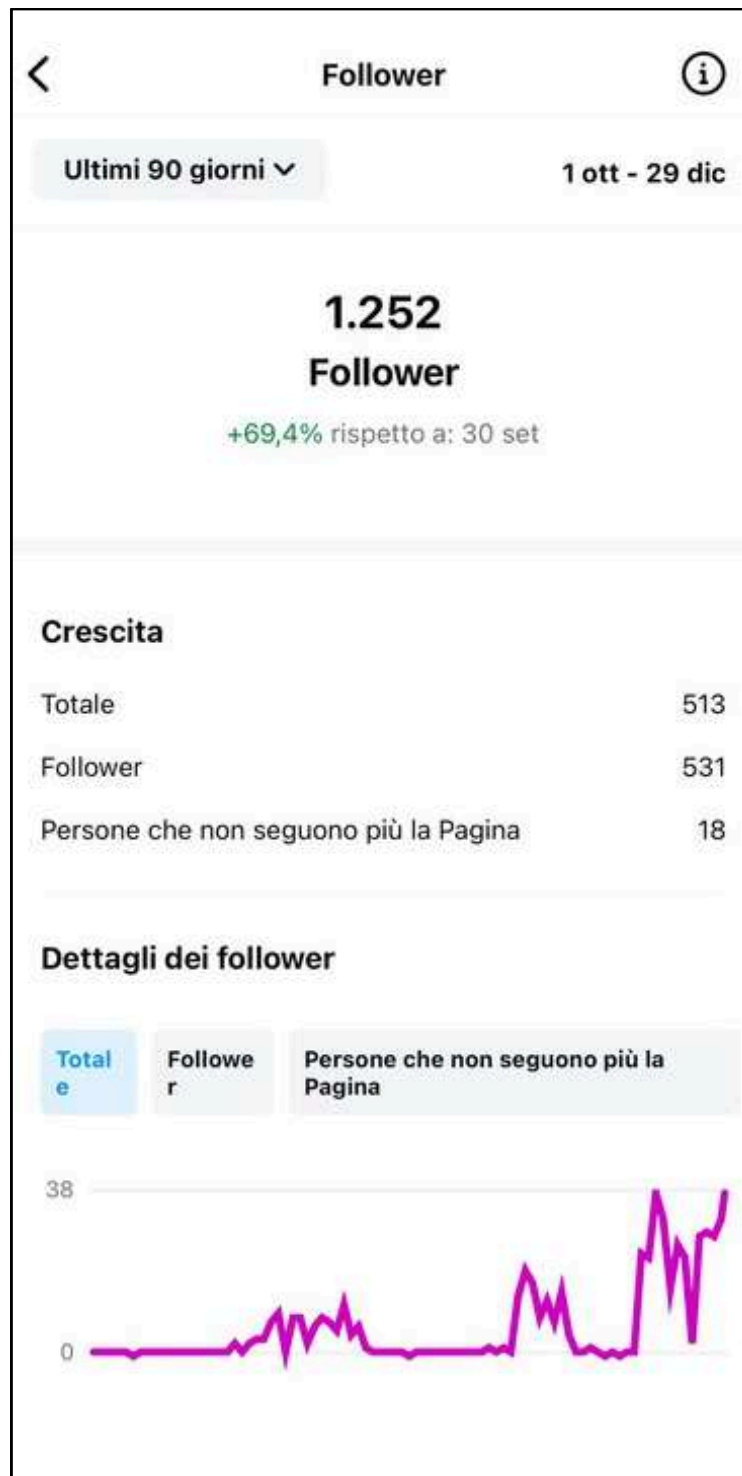 Follower
Ultimi 90 giorni
1 ott - 29 dic
1.252
Follower
+69,4% rispetto a: 30 set
Crescita
Totale 513
Follower 531
Persone che non seguono più la Pagina 18
Dettagli dei follower
Total
e
Followe
r
Persone che non seguono più la
Pagina
38
0